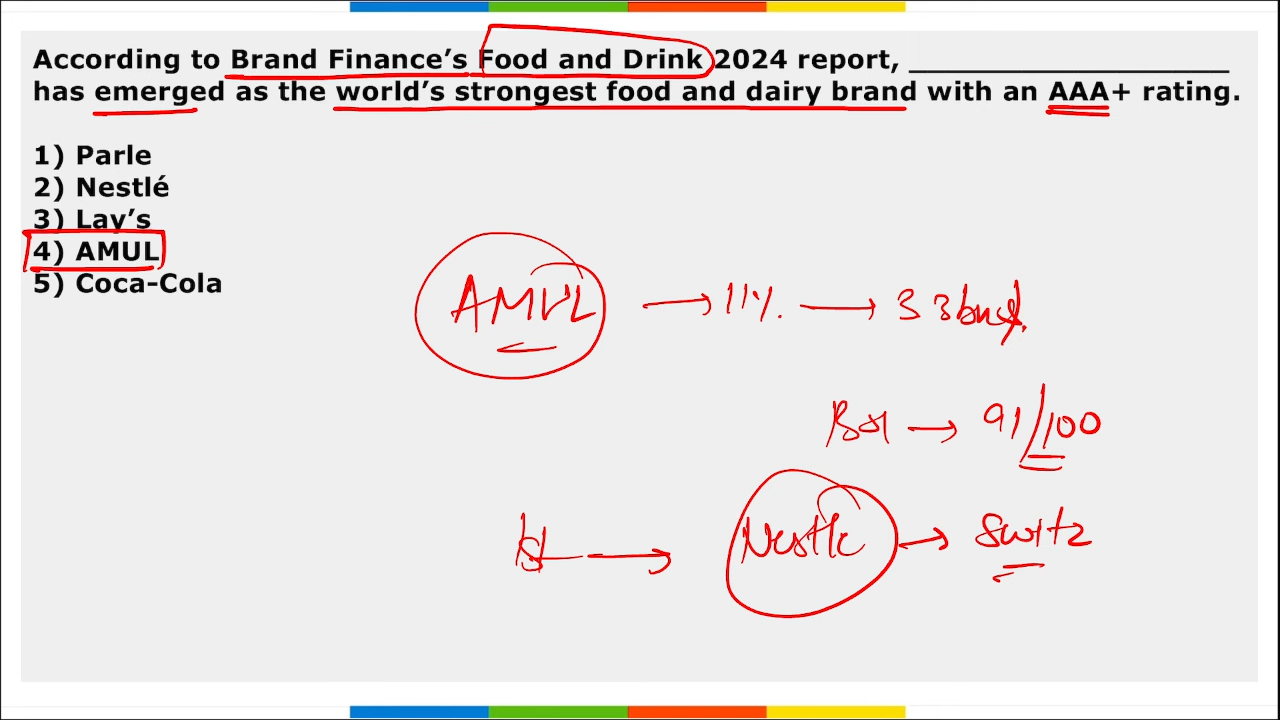 According to Brand Finance's Food and Drink 2024 report, ________________________
has emerged as the world's strongest food and dairy brand with an AAA+ rating.
1) Parle
2) Nestlé
3) Lay's
4) AMUL
5) Coca-Cola
AMUL → 11% → 3 3bn$
→ 91/100
1st → Nestle → Switz